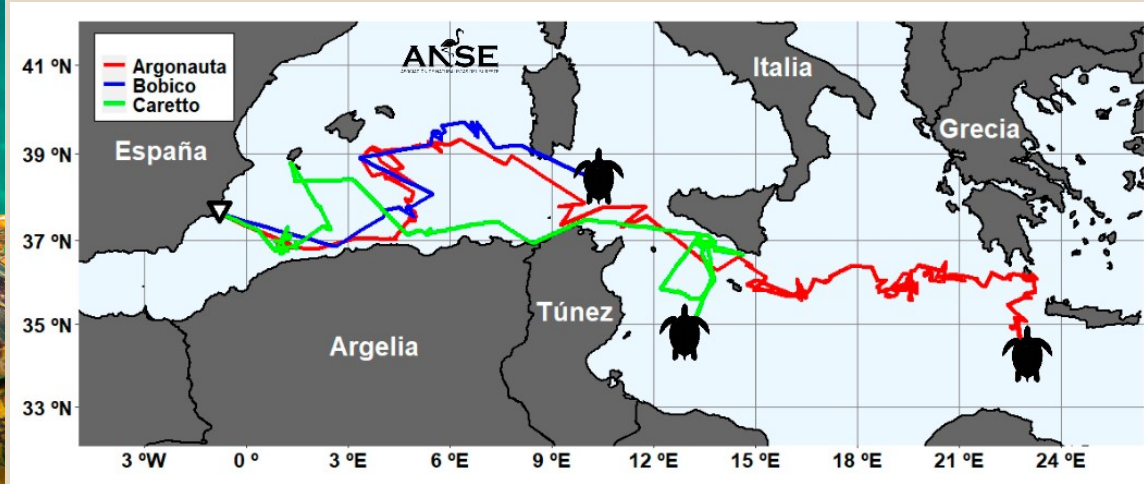 ANSE
Argonauta
Bobico
Caretto
España
Italia
Grecia
Túnez
Argelia
41 ºN
39 ºN
37 ºN
35 ºN
33 ºN
3 ºW
0 º
3 ºE
6 ºE
9 ºE
12 ºE
15 ºE
18 ºE
21 ºE
24 ºE